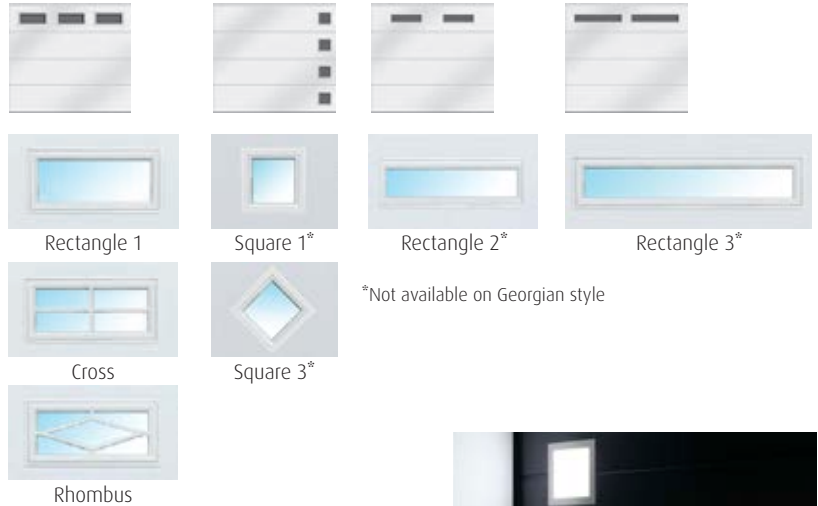 Rectangle 1
Square 1*
Rectangle 2*
Rectangle 3*
*Not available on Georgian style
Cross
Square 3*
Rhombus